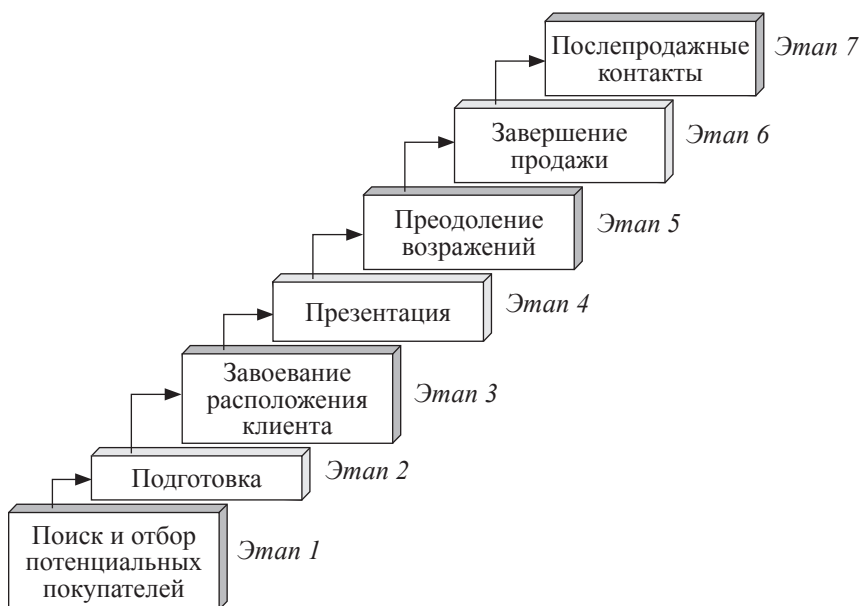 Послепродажные
контакты
Этап 7
Завершение
продажи
Этап 6
Преодоление
возражений
Этап 5
Презентация
Этап 4
Завоевание
расположения
клиента
Этап 3
Подготовка
Этап 2
Поиск и отбор
потенциальных
покупателей
Этап 1